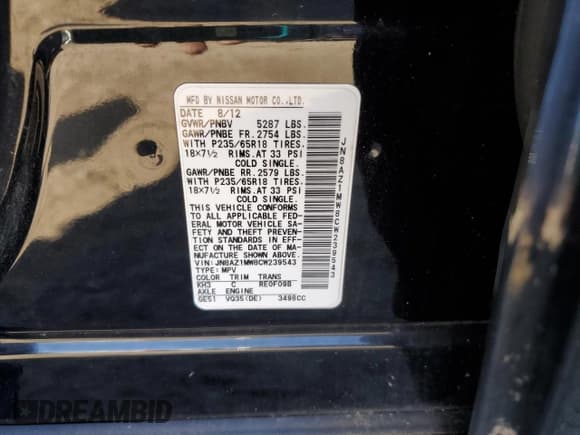 MFD BY NISSAN MOTOR CO.,LTD.
DATE 8/12
GVWR/PNBV 5287 LBS.
GAWR/PNBE FR. 2754 LBS.
WITH P235/65R18 TIRES.
18×7½ RIMS. AT 33 PSI
COLD SINGLE.
GAWR/PNBE RR. 2579 LBS.
WITH P235/65R18 TIRES.
18×7½ RIMS. AT 33 PSI
COLD SINGLE.
THIS VEHICLE CONFORMS
TO ALL APPLICABLE FED-
ERAL MOTOR VEHICLE SA-
FETY AND THEFT PREVEN-
TION STANDARDS IN EFF-
ECT ON THE DATE OF MA-
NUFACTURE SHOWN ABOVE.
VIN:JN8AZ1MW8CW239543
TYPE: MPV
COLOR TRIM TRANS
KH3 C RE0F09B
AXLE ENGINE
GE51 VQ35(DE) 3498CC
JN8AZ1MW8CW239543
DREAMBID